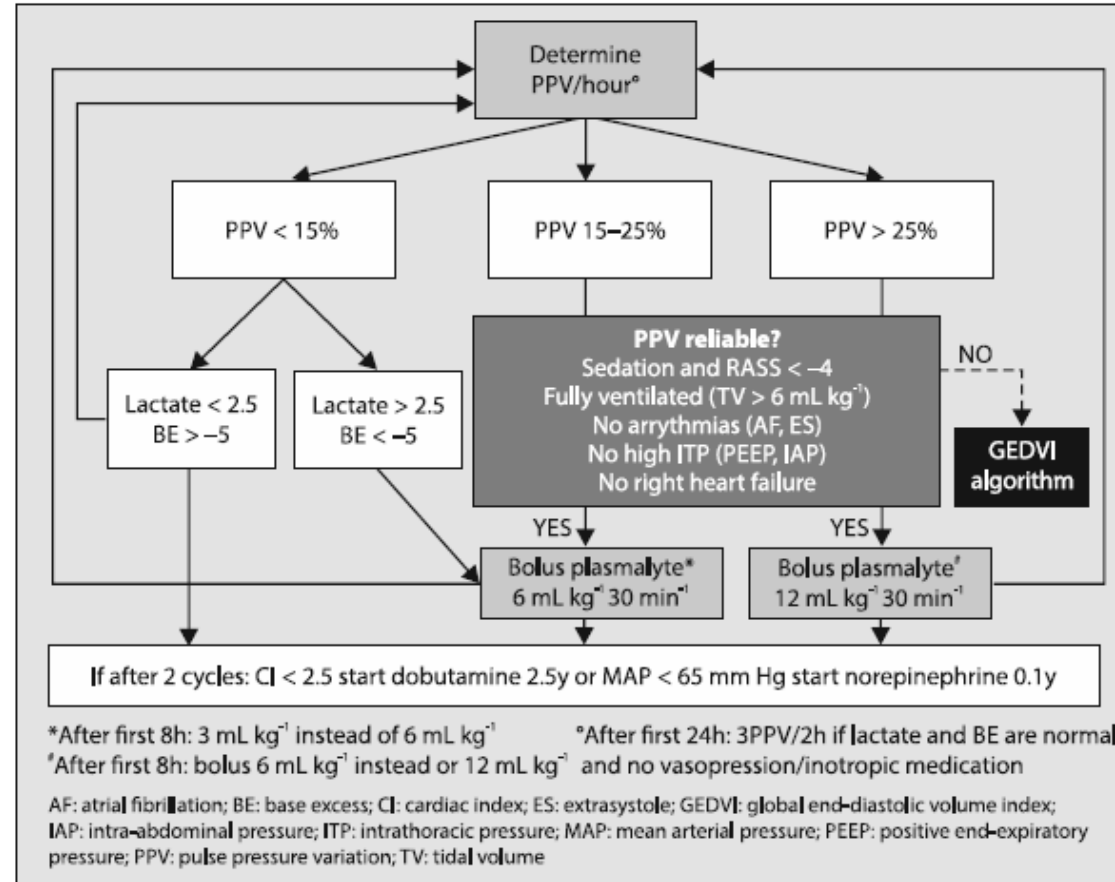 Determine
PPV/hour°
PPV < 15%
PPV 15–25%
PPV > 25%
Lactate < 2.5
BE > –5
Lactate > 2.5
BE < –5
PPV reliable?
Sedation and RASS < –4
Fully ventilated (TV > 6 mL kg⁻¹)
No arrythmias (AF, ES)
No high ITP (PEEP, IAP)
No right heart failure
NO
GEDVI
algorithm
YES
YES
Bolus plasmalyte*
6 mL kg⁻¹ 30 min⁻¹
Bolus plasmalyte#
12 mL kg⁻¹ 30 min⁻¹
If after 2 cycles: CI < 2.5 start dobutamine 2.5y or MAP < 65 mm Hg start norepinephrine 0.1y
*After first 8h: 3 mL kg⁻¹ instead of 6 mL kg⁻¹
°After first 24h: 3PPV/2h if lactate and BE are normal
#After first 8h: bolus 6 mL kg⁻¹ instead or 12 mL kg⁻¹
and no vasopression/inotropic medication
AF: atrial fibrillation; BE: base excess; CI: cardiac index; ES: extrasystole; GEDVI: global end–diastolic volume index;
IAP: intra–abdominal pressure; ITP: intrathoracic pressure; MAP: mean arterial pressure; PEEP: positive end–expiratory
pressure; PPV: pulse pressure variation; TV: tidal volume